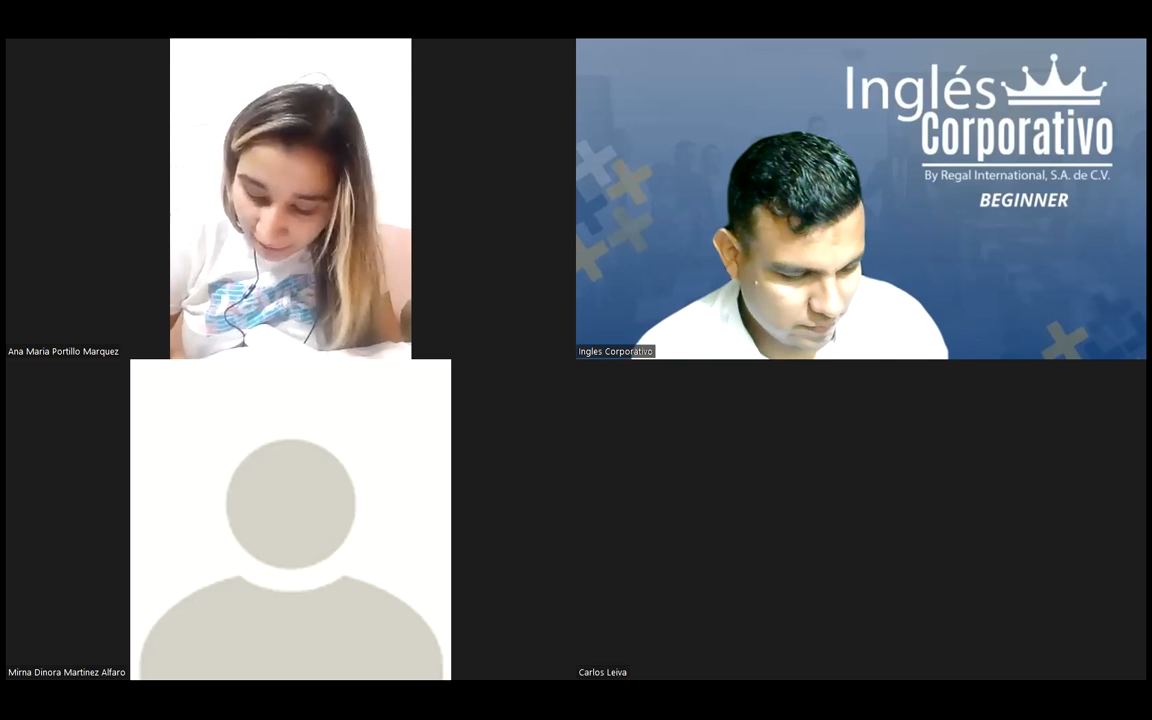 Inglés
Corporativo
By Regal International, S.A. de C.V.
BEGINNER
Ana Maria Portillo Marquez
Ingles Corporativo
Mirna Dinora Martinez Alfaro
Carlos Leiva